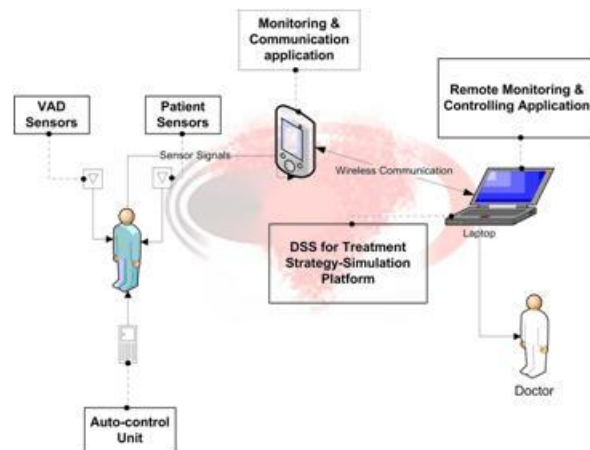 Monitoring &
Communication
application
Remote Monitoring &
Controlling Application
VAD
Sensors
Patient
Sensors
Sensor Signals
Wireless Communication
Laptop
DSS for Treatment
Strategy-Simulation
Platform
Doctor
Auto-control
Unit